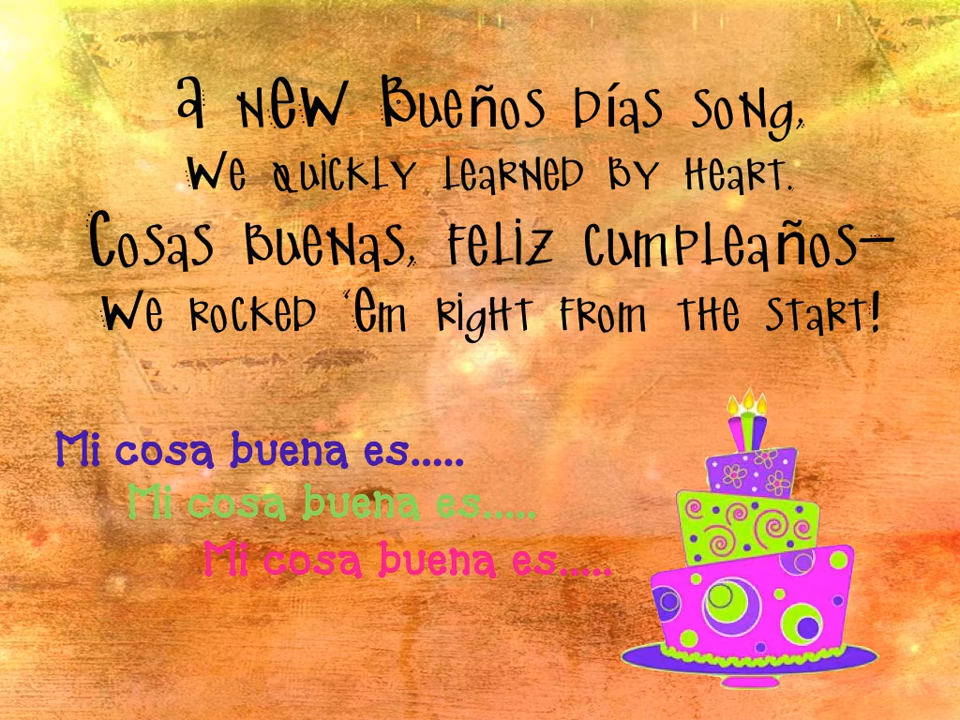 a new Bueños Días song,
We quickly learned by heart.
Cosas buenas, feliz cumpleaños—
We rocked 'Em right from the start!
Mi cosa buena es.....
Mi cosa buena es.....
Mi cosa buena es.....